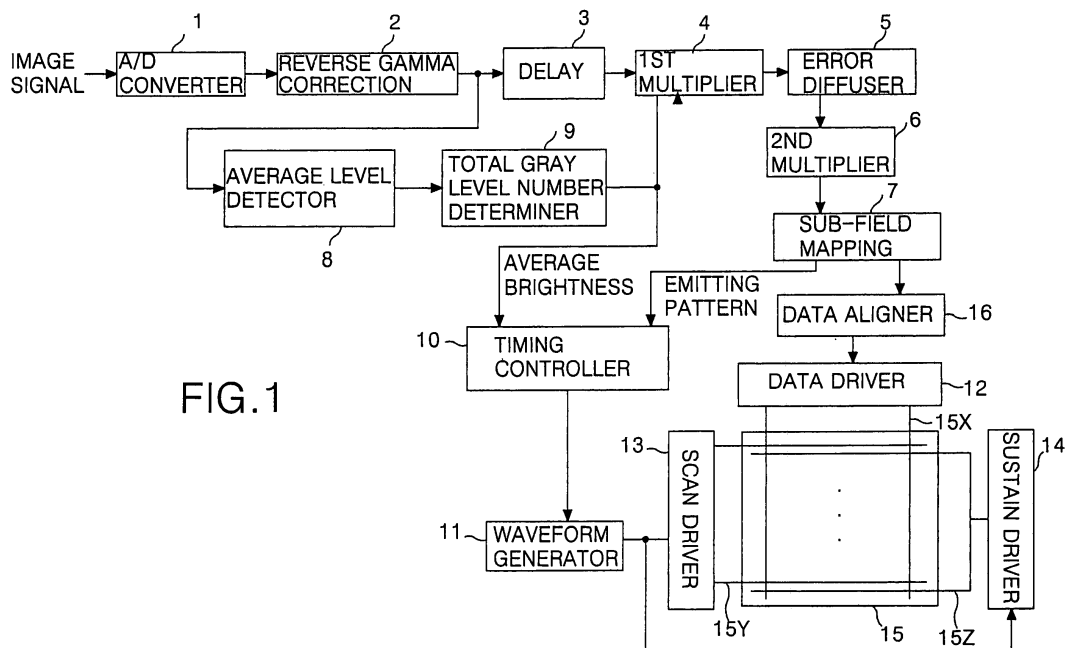 1
2
3
4
5
IMAGE
SIGNAL
A/D
CONVERTER
REVERSE GAMMA
CORRECTION
DELAY
1ST
MULTIPLIER
ERROR
DIFFUSER
6
2ND
MULTIPLIER
9
AVERAGE LEVEL
DETECTOR
8
TOTAL GRAY
LEVEL NUMBER
DETERMINER
7
SUB-FIELD
MAPPING
AVERAGE
BRIGHTNESS
EMITTING
PATTERN
DATA ALIGNER
16
10
TIMING
CONTROLLER
FIG.1
DATA DRIVER
12
15X
13
SCAN DRIVER
SUSTAIN DRIVER
14
11
WAVEFORM
GENERATOR
15Y
15
15Z